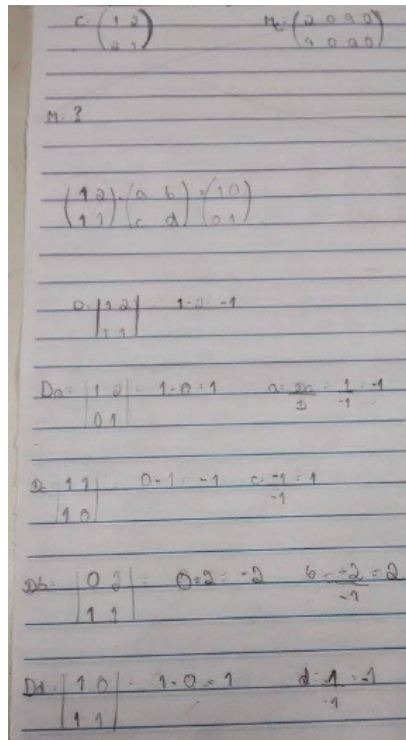 C: (1 2 Mc: (2 0 9 0
2 1) 4 0 9 0)
M: ?
(1 2 . (a b = (1 0
1 1) c d) 0 1)
D: |1 2 1-2: -1
1 1|
Da: |1 2 = 1-0=1 a= Da/D = 1/-1 = -1
0 1|
Dc |1 1 = 0-1= -1 c -1/-1 = 1
1 0|
Db: |0 2 = 0-2= -2 b = -2/-1 = 2
1 1|
Dd |1 0 = 1-0=1 d= 1/-1 = -1
1 1|